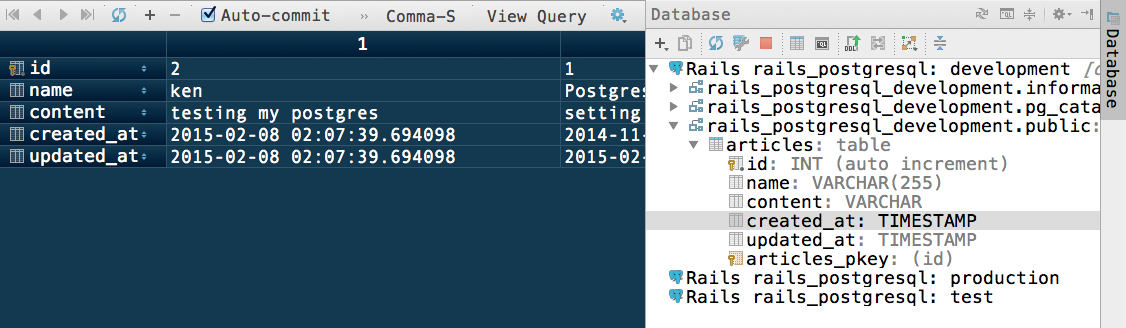 Auto-commit » Comma-S View Query
1
id 2 1
name ken Postgres
content testing my postgres setting
created_at 2015-02-08 02:07:39.694098 2014-11-
updated_at 2015-02-08 02:07:39.694098 2015-02-
Database
SQL
DDL SQL
Rails rails_postgresql: development [
rails_postgresql_development.informa
rails_postgresql_development.pg_cata
rails_postgresql_development.public:
articles: table
id: INT (auto increment)
name: VARCHAR(255)
content: VARCHAR
created_at: TIMESTAMP
updated_at: TIMESTAMP
articles_pkey: (id)
Rails rails_postgresql: production
Rails rails_postgresql: test
Database